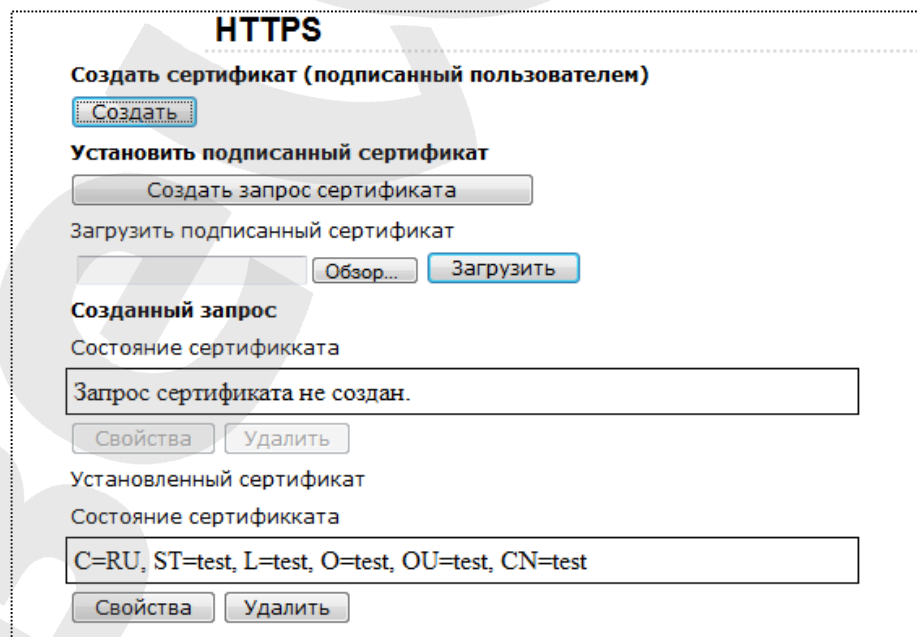 HTTPS
Создать сертификат (подписанный пользователем)
Создать
Установить подписанный сертификат
Создать запрос сертификата
Загрузить подписанный сертификат
Обзор... Загрузить
Созданный запрос
Состояние сертификката
Запрос сертификата не создан.
Свойства Удалить
Установленный сертификат
Состояние сертификката
C=RU, ST=test, L=test, O=test, OU=test, CN=test
Свойства Удалить